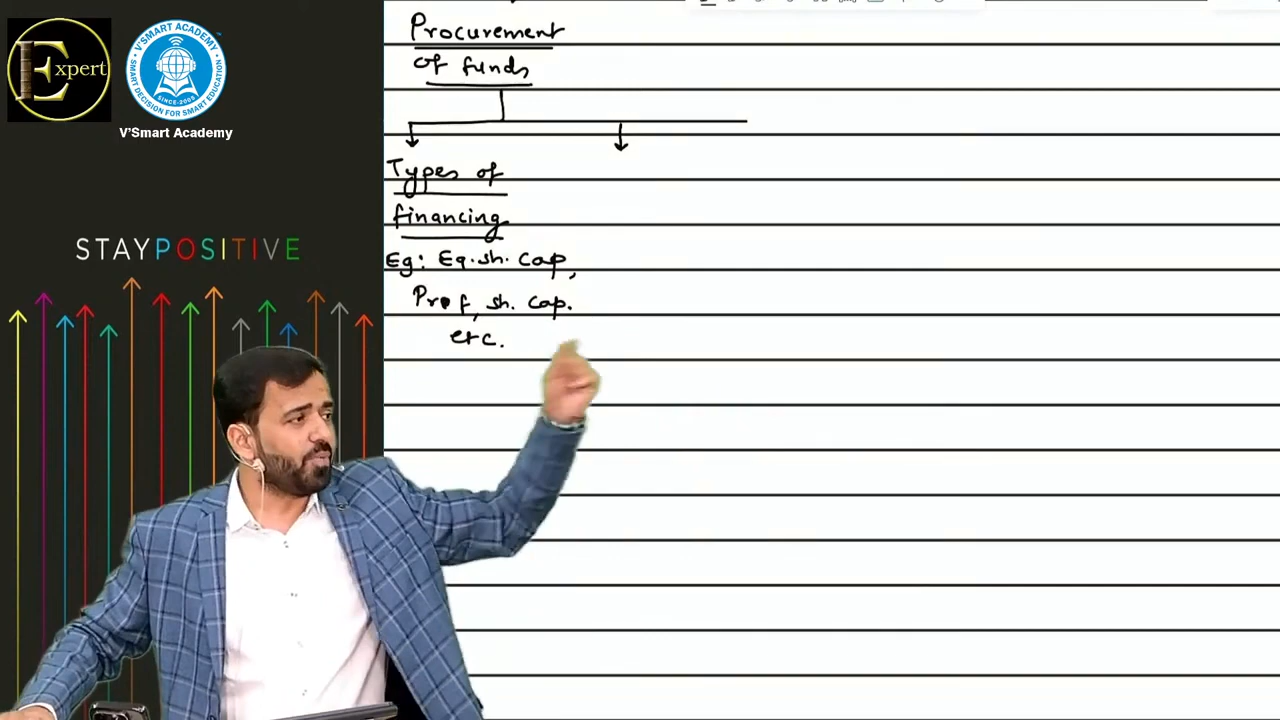 Expert
V'SMART ACADEMY
SMART DECISION FOR SMART EDUCATION
SINCE-2005
V'Smart Academy
STAYPOSITIVE
Procurement
of funds
Types of
financing
Eg: Eq.sh. Cap,
Pref, sh. Cap.
etc.